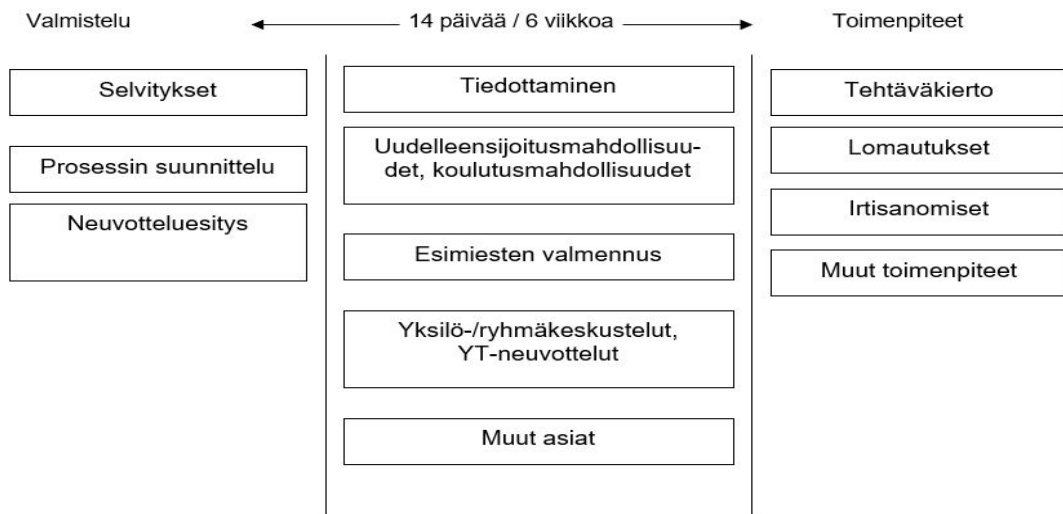 Valmistelu
14 päivää / 6 viikkoa
Toimenpiteet
Selvitykset
Prosessin suunnittelu
Neuvotteluesitys
Tiedottaminen
Uudelleensijoitusmahdollisuu-
det, koulutusmahdollisuudet
Esimiesten valmennus
Yksilö-/ryhmäkeskustelut,
YT-neuvottelut
Muut asiat
Tehtäväkierto
Lomautukset
Irtisanomiset
Muut toimenpiteet